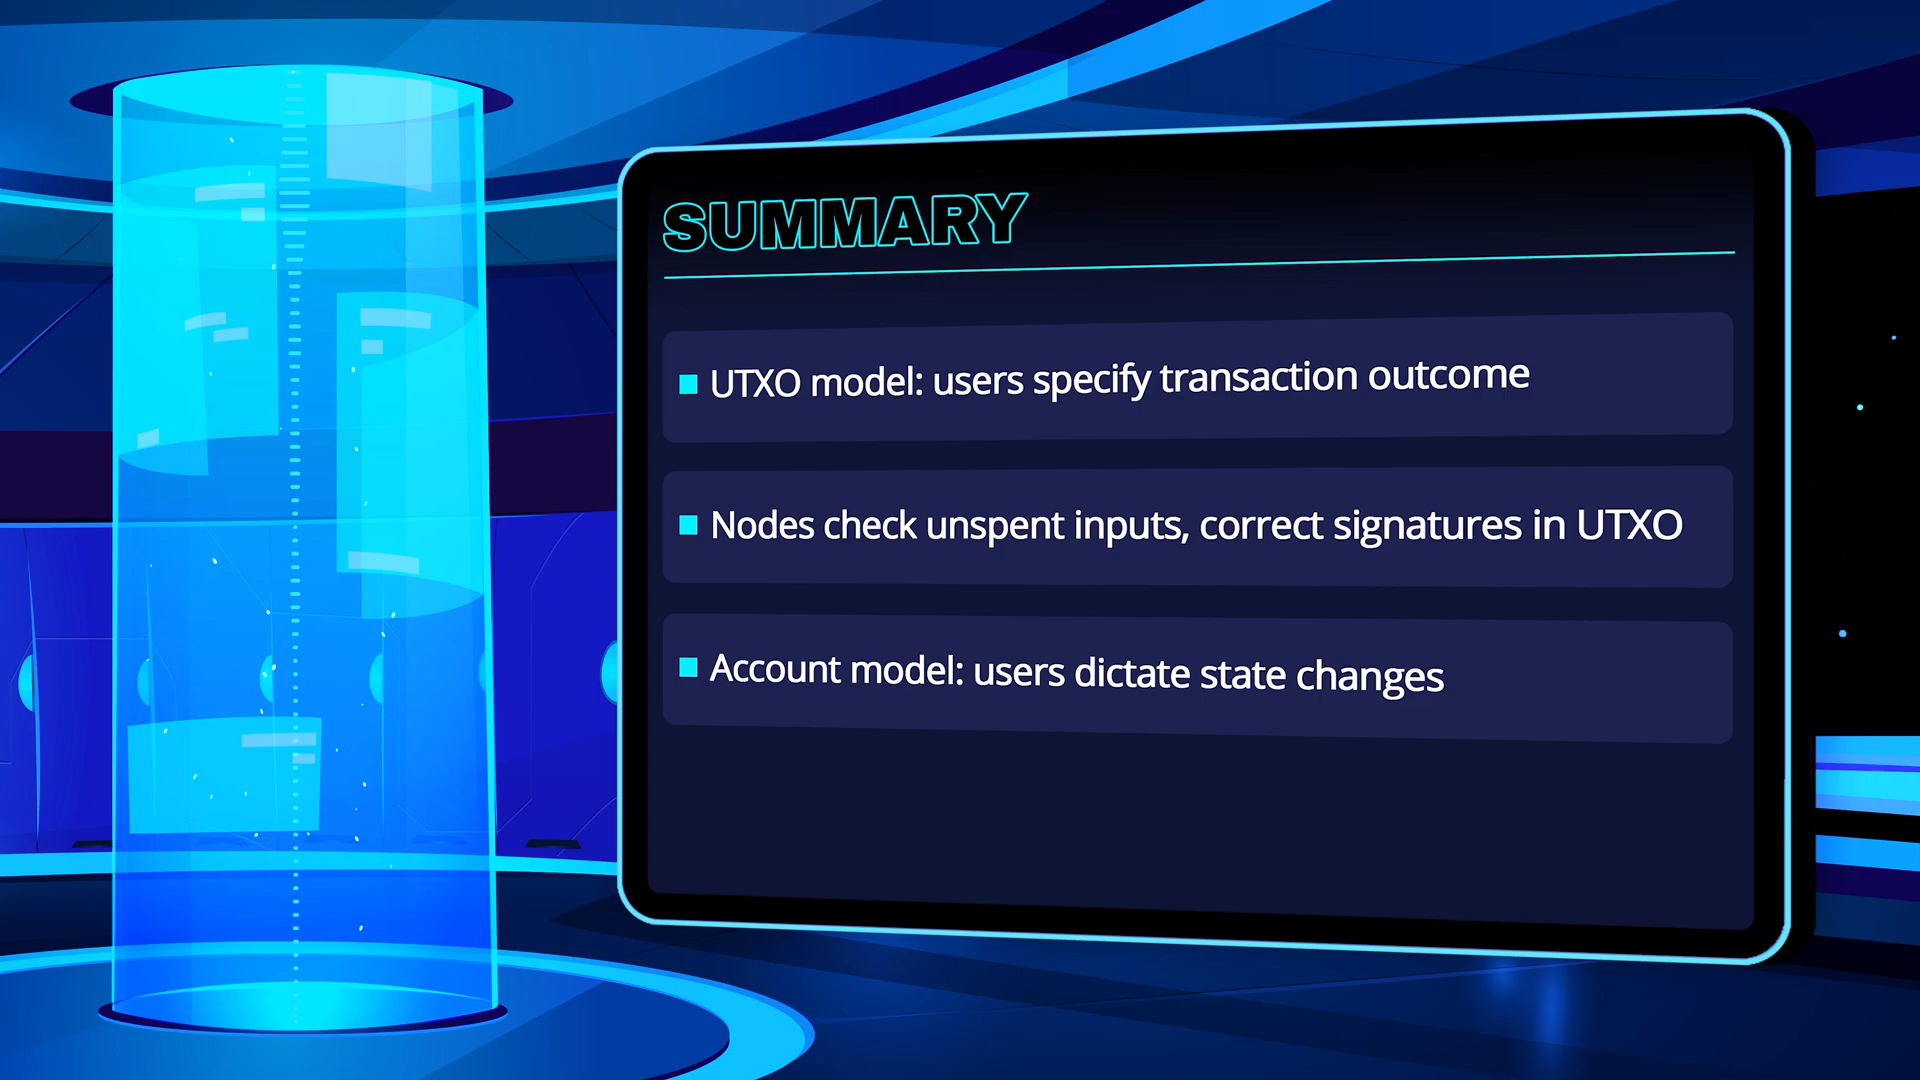 SUMMARY
UTXO model: users specify transaction outcome
Nodes check unspent inputs, correct signatures in UTXO
Account model: users dictate state changes